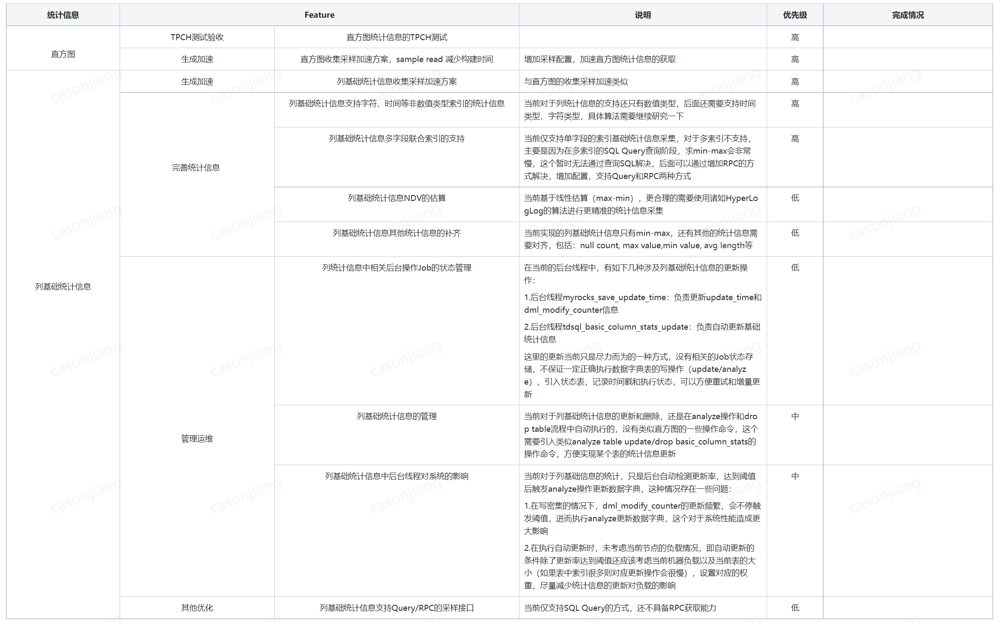 统计信息
Feature
说明
优先级
完成情况
直方图
TPCH测试验收
直方图统计信息的TPCH测试
高
生成加速
直方图收集采样加速方案，sample read 减少构建时间
增加采样配置，加速直方图统计信息的获取
高
列基础统计信息
生成加速
列基础统计信息收集采样加速方案
与直方图的收集采样加速类似
高
完善统计信息
列基础统计信息支持字符、时间等非数值类型索引的统计信息
当前对于列统计信息的支持还只有数值类型，后面还需要支持时间
类型、字符类型，具体算法需要继续研究一下
高
列基础统计信息多字段联合索引的支持
当前仅支持单字段的索引基础统计信息采集，对于多索引不支持，
主要是因为在多索引的SQL Query查询阶段，求min-max会非常
慢，这个暂时无法通过查询SQL解决，后面可以通过增加RPC的方
式解决，增加配置，支持Query和RPC两种方式
高
列基础统计信息NDV的估算
当前基于线性估算（max-min），更合理的需要使用诸如HyperLo
gLog的算法进行更精准的统计信息采集
低
列基础统计信息其他统计信息的补齐
当前实现的列基础统计信息只有min-max，还有其他的统计信息需
要对齐，包括：null count, max value,min value, avg length等
低
管理运维
列统计信息中相关后台操作Job的状态管理
在当前的后台线程中，有如下几种涉及列基础统计信息的更新操
作：
1.后台线程myrocks_save_update_time：负责更新update_time和
dml_modify_counter信息
2.后台线程tdsql_basic_column_stats_update：负责自动更新基础
统计信息
这里的更新当前只是尽力而为的一种方式，没有相关的Job状态存
储，不保证一定正确执行数据字典表的写操作（update/analyz
e），引入状态表，记录时间戳和执行状态，可以方便重试和增量更
新
低
列基础统计信息的管理
当前对于列基础统计信息的更新和删除，还是在analyze操作和dro
p table流程中自动执行的，没有类似直方图的一些操作命令，这个
需要引入类似analyze table update/drop basic_column_stats的
操作命令，方便实现某个表的统计信息更新
中
列基础统计信息中后台线程对系统的影响
当前对于列基础信息的统计，只是后台自动检测更新率，达到阈值
后触发analyze操作更新数据字典，这种情况存在一些问题：
1.在写密集的情况下，dml_modify_counter的更新频繁，会不停触
发阈值，进而执行analyze更新数据字典，这个对于系统性能造成更
大影响
2.在执行自动更新时，未考虑当前节点的负载情况，即自动更新的
条件除了更新率达到阈值还应该考虑当前机器负载以及当前表的大
小（如果表中索引很多则对应更新操作会很慢），设置对应的权
重，尽量减少统计信息的更新对负载的影响
中
其他优化
列基础统计信息支持Query/RPC的采样接口
当前仅支持SQL Query的方式，还不具备RPC获取能力
低
casonjiang